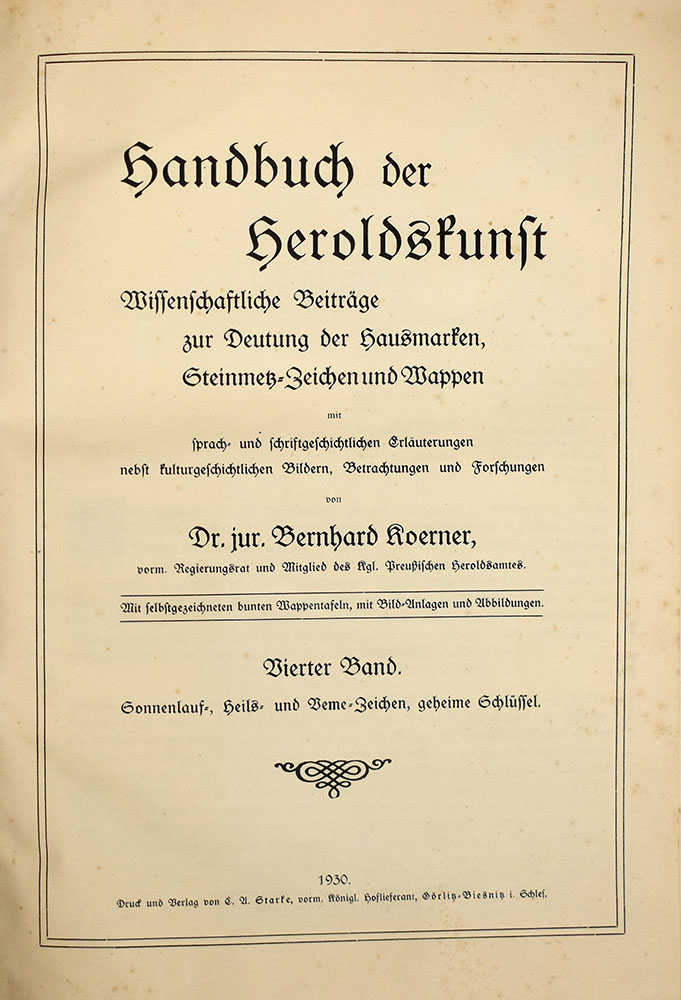 Handbuch der
Heroldskunst
Wissenschaftliche Beiträge
zur Deutung der Hausmarken,
Steinmetz-Zeichen und Wappen
mit
sprach- und schriftgeschichtlichen Erläuterungen
nebst kulturgeschichtlichen Bildern, Betrachtungen und Forschungen
von
Dr. jur. Bernhard Koerner,
vorm. Regierungsrat und Mitglied des Kgl. Preußischen Heroldsamtes.
Mit selbstgezeichneten bunten Wappentafeln, mit Bild-Anlagen und Abbildungen.
Vierter Band.
Sonnenlauf-, Heils- und Veme-Zeichen, geheime Schlüssel.
1930.
Druck und Verlag von C. A. Starke, vorm. Königl. Hoflieferant, Görlitz-Biesnitz i. Schles.